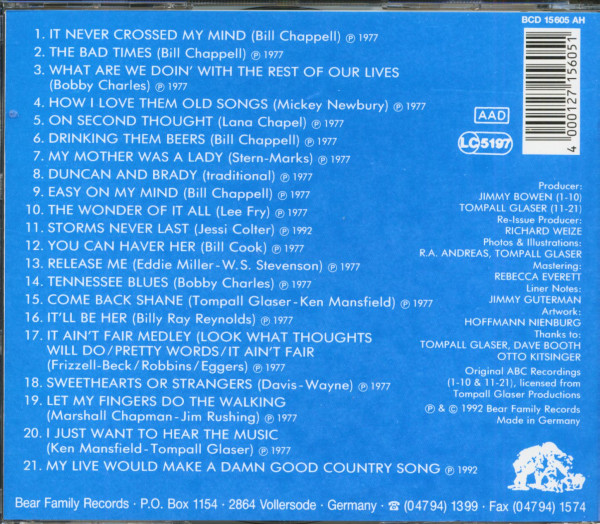 BCD 15605 AH
1. IT NEVER CROSSED MY MIND (Bill Chappell) ℗ 1977
2. THE BAD TIMES (Bill Chappell) ℗ 1977
3. WHAT ARE WE DOIN' WITH THE REST OF OUR LIVES
(Bobby Charles) ℗ 1977
4. HOW I LOVE THEM OLD SONGS (Mickey Newbury) ℗ 1977
5. ON SECOND THOUGHT (Lana Chapel) ℗ 1977
6. DRINKING THEM BEERS (Bill Chappell) ℗ 1977
7. MY MOTHER WAS A LADY (Stern-Marks) ℗ 1977
8. DUNCAN AND BRADY (traditional) ℗ 1977
9. EASY ON MY MIND (Bill Chappell) ℗ 1977
10. THE WONDER OF IT ALL (Lee Fry) ℗ 1977
11. STORMS NEVER LAST (Jessi Colter) ℗ 1992
12. YOU CAN HAVER HER (Bill Cook) ℗ 1977
13. RELEASE ME (Eddie Miller-W.S. Stevenson) ℗ 1977
14. TENNESSEE BLUES (Bobby Charles) ℗ 1977
15. COME BACK SHANE (Tompall Glaser-Ken Mansfield) ℗ 1977
16. IT'LL BE HER (Billy Ray Reynolds) ℗ 1977
17. IT AIN'T FAIR MEDLEY (LOOK WHAT THOUGHTS
WILL DO/PRETTY WORDS/IT AIN'T FAIR
(Frizzell-Beck/Robbins/Eggers) ℗ 1977
18. SWEETHEARTS OR STRANGERS (Davis-Wayne) ℗ 1977
19. LET MY FINGERS DO THE WALKING
(Marshall Chapman-Jim Rushing) ℗ 1977
20. I JUST WANT TO HEAR THE MUSIC
(Ken Mansfield-Tompall Glaser) ℗ 1977
21. MY LIVE WOULD MAKE A DAMN GOOD COUNTRY SONG ℗ 1992
AAD
LC 5197
4 000127 156051
Producer:
JIMMY BOWEN (1-10)
TOMPALL GLASER (11-21)
Re-Issue Producer:
RICHARD WEIZE
Photos & Illustrations:
R.A. ANDREAS, TOMPALL GLASER
Mastering:
REBECCA EVERETT
Liner Notes:
JIMMY GUTERMAN
Artwork:
HOFFMANN NIENBURG
Thanks to:
TOMPALL GLASER, DAVE BOOTH
OTTO KITSINGER
Original ABC Recordings
(1-10 & 11-21), licensed from
Tompall Glaser Productions
℗ & © 1992 Bear Family Records
Made in Germany
Bear Family Records · P.O. Box 1154 · 2864 Vollersode · Germany · ☎ (0 47 94) 1399 · Fax (0 47 94) 1574